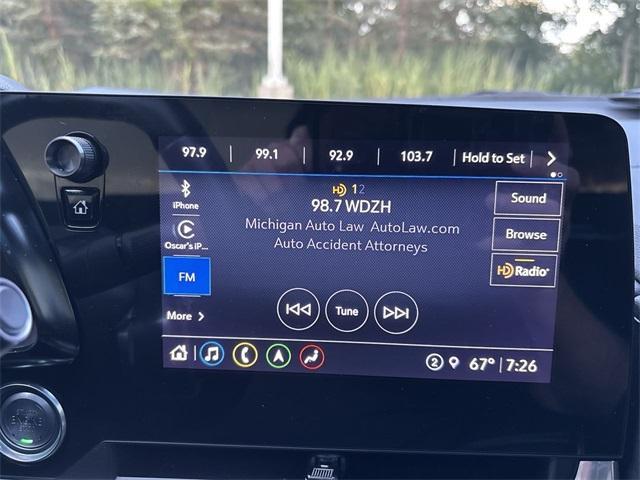 97.9 99.1 92.9 103.7 Hold to Set
HD 1 2
98.7 WDZH
Michigan Auto Law AutoLaw.com
Auto Accident Attorneys
iPhone
Oscar's iP...
FM
More
Sound
Browse
HD Radio
Tune
2 67° 7:26
ENGINE